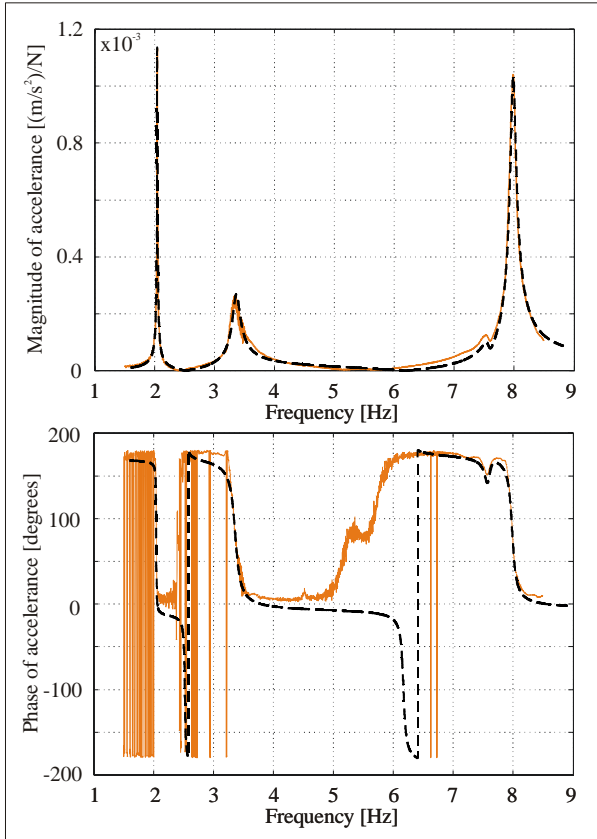 x10⁻³
1.2
0.8
0.4
0
Magnitude of accelerance [(m/s²)/N]
1 2 3 4 5 6 7 8 9
Frequency [Hz]
200
100
0
-100
-200
Phase of accelerance [degrees]
1 2 3 4 5 6 7 8 9
Frequency [Hz]